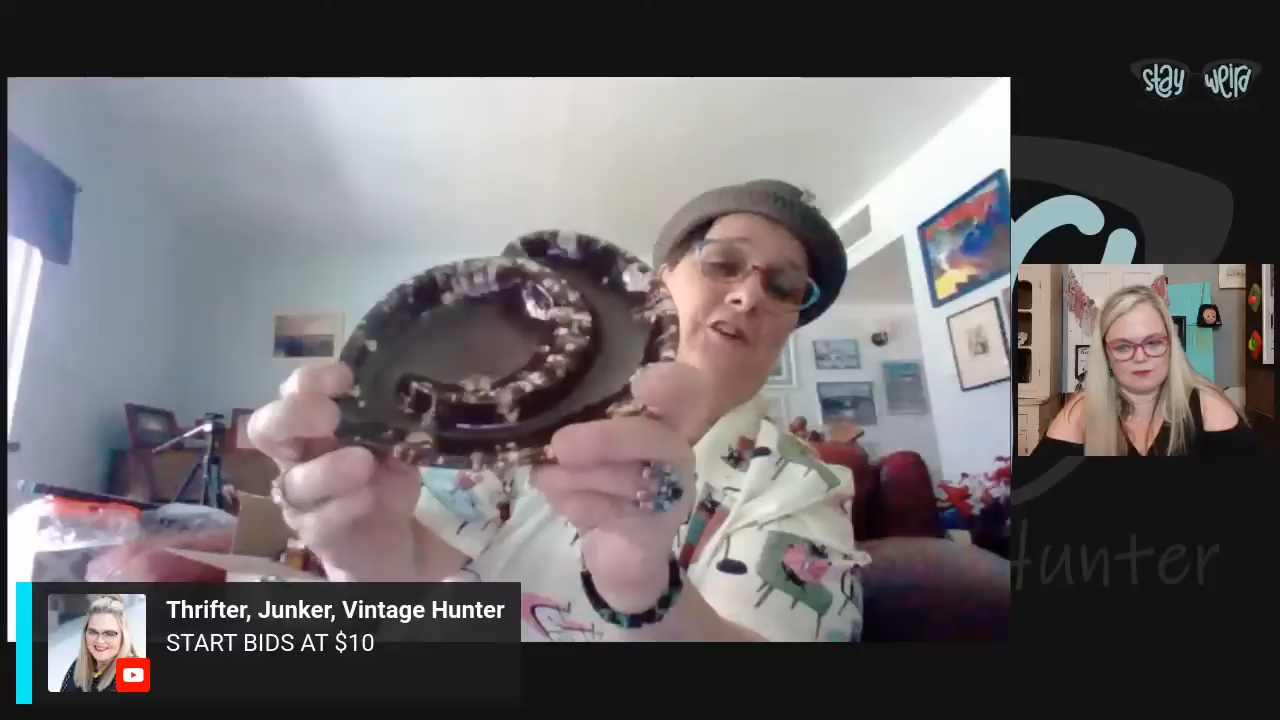 stay weird
Hunter
Thrifter, Junker, Vintage Hunter
START BIDS AT $10